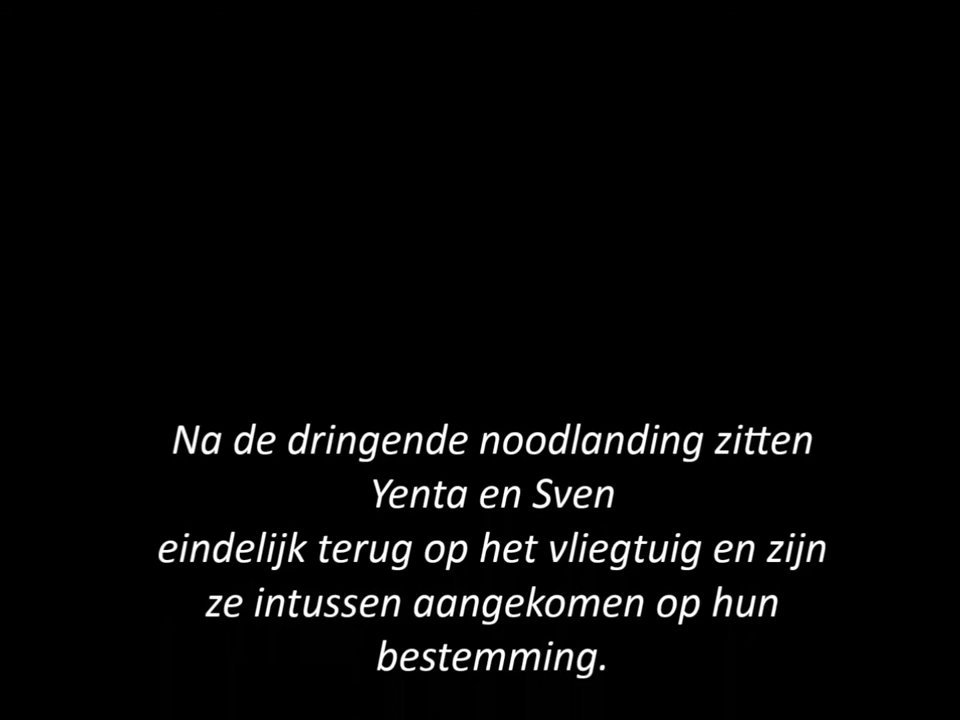 Na de dringende noodlanding zitten
Yenta en Sven
eindelijk terug op het vliegtuig en zijn
ze intussen aangekomen op hun
bestemming.